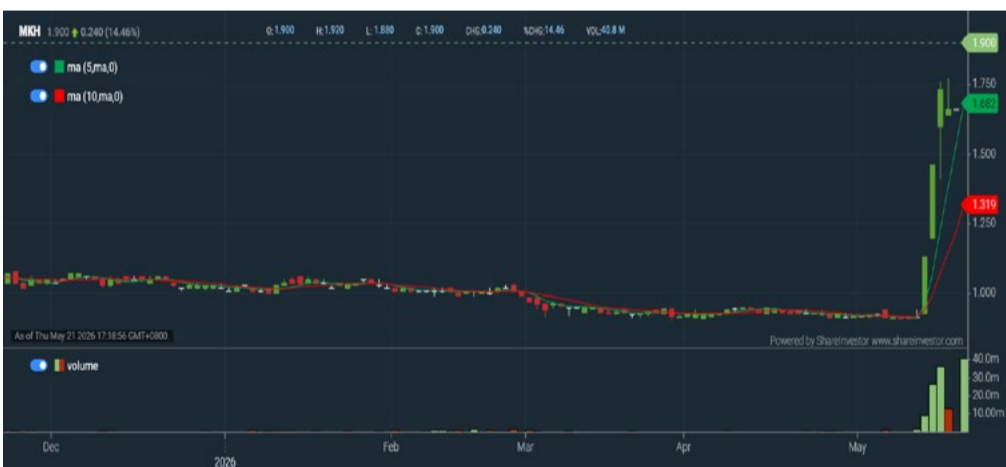 MKH 1.900 0.240 (14.46%) O:1.900 H:1.920 L:1.880 C:1.900 CHG:0.240 %CHG:14.46 VOL:40.8 M
ma (5,ma,0)
ma (10,ma,0)
1.900
1.750
1.682
1.500
1.319
1.250
1.000
As of Thu May 21 2026 17:18:56 GMT+0800
Powered by ShareInvestor www.shareinvestor.com
volume
40.0m
30.0m
20.0m
10.00m
Dec 2026 Feb Mar Apr May